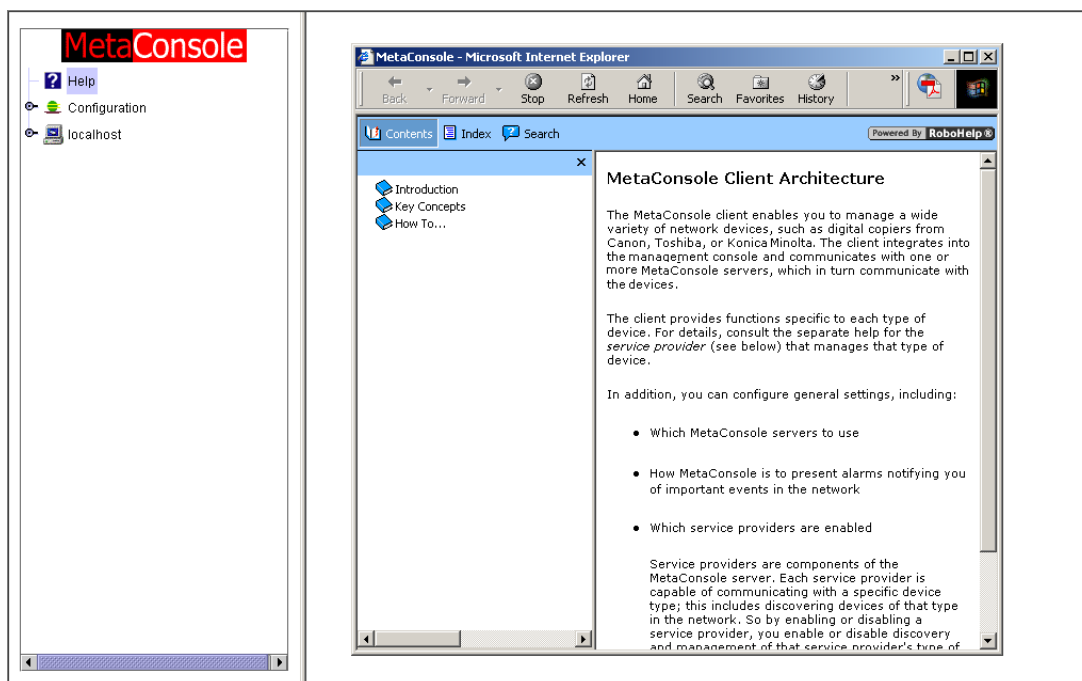 MetaConsole
Help
Configuration
localhost
MetaConsole - Microsoft Internet Explorer
Back Forward Stop Refresh Home Search Favorites History »
Contents Index Search Powered By RoboHelp ®
Introduction
Key Concepts
How To...
MetaConsole Client Architecture
The MetaConsole client enables you to manage a wide
variety of network devices, such as digital copiers from
Canon, Toshiba, or Konica Minolta. The client integrates into
the management console and communicates with one or
more MetaConsole servers, which in turn communicate with
the devices.
The client provides functions specific to each type of
device. For details, consult the separate help for the
service provider (see below) that manages that type of
device.
In addition, you can configure general settings, including:
• Which MetaConsole servers to use
• How MetaConsole is to present alarms notifying you
of important events in the network
• Which service providers are enabled
Service providers are components of the
MetaConsole server. Each service provider is
capable of communicating with a specific device
type; this includes discovering devices of that type
in the network. So by enabling or disabling a
service provider, you enable or disable discovery
and management of that service provider's type of